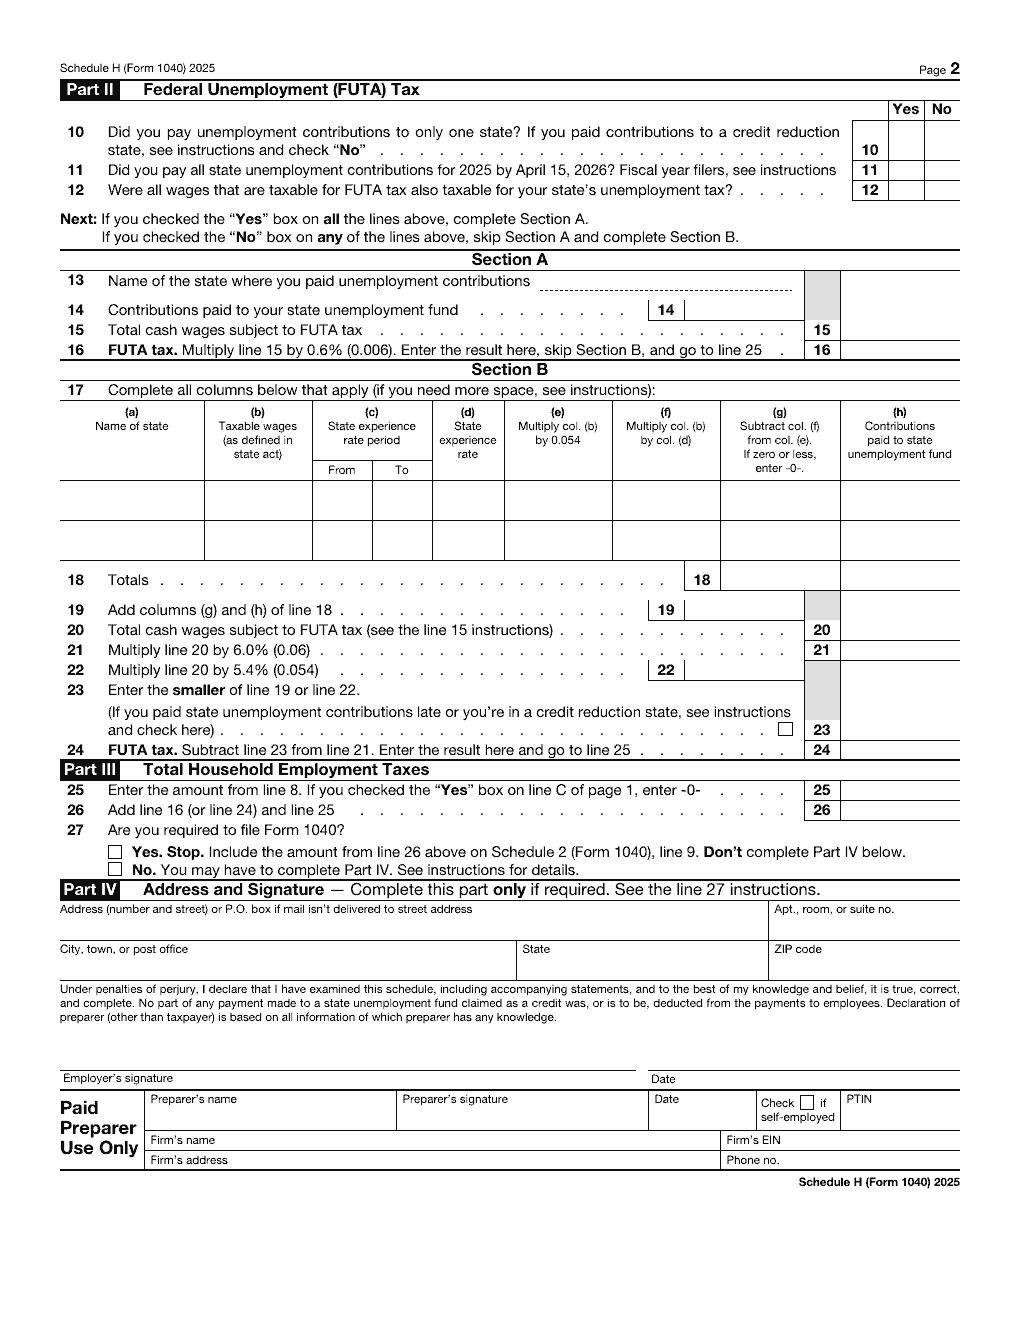 Schedule H (Form 1040) 2025 Page 2
Part II Federal Unemployment (FUTA) Tax
Yes No
10 Did you pay unemployment contributions to only one state? If you paid contributions to a credit reduction
state, see instructions and check “No” . . . . . . . . . . . . . . . . . . . . . . . 10
11 Did you pay all state unemployment contributions for 2025 by April 15, 2026? Fiscal year filers, see instructions 11
12 Were all wages that are taxable for FUTA tax also taxable for your state’s unemployment tax? . . . . . 12
Next: If you checked the “Yes” box on all the lines above, complete Section A.
If you checked the “No” box on any of the lines above, skip Section A and complete Section B.
Section A
13 Name of the state where you paid unemployment contributions
14 Contributions paid to your state unemployment fund . . . . . . . . 14
15 Total cash wages subject to FUTA tax . . . . . . . . . . . . . . . . . . . . . 15
16 FUTA tax. Multiply line 15 by 0.6% (0.006). Enter the result here, skip Section B, and go to line 25 . 16
Section B
17 Complete all columns below that apply (if you need more space, see instructions):
(a) (b) (c) (d) (e) (f) (g) (h)
Name of state Taxable wages State experience State Multiply col. (b) Multiply col. (b) Subtract col. (f) Contributions
(as defined in rate period experience by 0.054 by col. (d) from col. (e). paid to state
state act) rate If zero or less, unemployment fund
From To enter -0-.
18 Totals . . . . . . . . . . . . . . . . . . . . . . . . . . 18
19 Add columns (g) and (h) of line 18 . . . . . . . . . . . . . . . 19
20 Total cash wages subject to FUTA tax (see the line 15 instructions) . . . . . . . . . . . . 20
21 Multiply line 20 by 6.0% (0.06) . . . . . . . . . . . . . . . . . . . . . . . . 21
22 Multiply line 20 by 5.4% (0.054) . . . . . . . . . . . . . . . 22
23 Enter the smaller of line 19 or line 22.
(If you paid state unemployment contributions late or you’re in a credit reduction state, see instructions
and check here) . . . . . . . . . . . . . . . . . . . . . . . . . . . . 23
24 FUTA tax. Subtract line 23 from line 21. Enter the result here and go to line 25 . . . . . . . . 24
Part III Total Household Employment Taxes
25 Enter the amount from line 8. If you checked the “Yes” box on line C of page 1, enter -0- . . . . 25
26 Add line 16 (or line 24) and line 25 . . . . . . . . . . . . . . . . . . . . . . 26
27 Are you required to file Form 1040?
Yes. Stop. Include the amount from line 26 above on Schedule 2 (Form 1040), line 9. Don’t complete Part IV below.
No. You may have to complete Part IV. See instructions for details.
Part IV Address and Signature — Complete this part only if required. See the line 27 instructions.
Address (number and street) or P.O. box if mail isn’t delivered to street address Apt., room, or suite no.
City, town, or post office State ZIP code
Under penalties of perjury, I declare that I have examined this schedule, including accompanying statements, and to the best of my knowledge and belief, it is true, correct,
and complete. No part of any payment made to a state unemployment fund claimed as a credit was, or is to be, deducted from the payments to employees. Declaration of
preparer (other than taxpayer) is based on all information of which preparer has any knowledge.
Employer’s signature Date
Paid Preparer Use Only
Preparer’s name Preparer’s signature Date Check if self-employed PTIN
Firm’s name Firm’s EIN
Firm’s address Phone no.
Schedule H (Form 1040) 2025